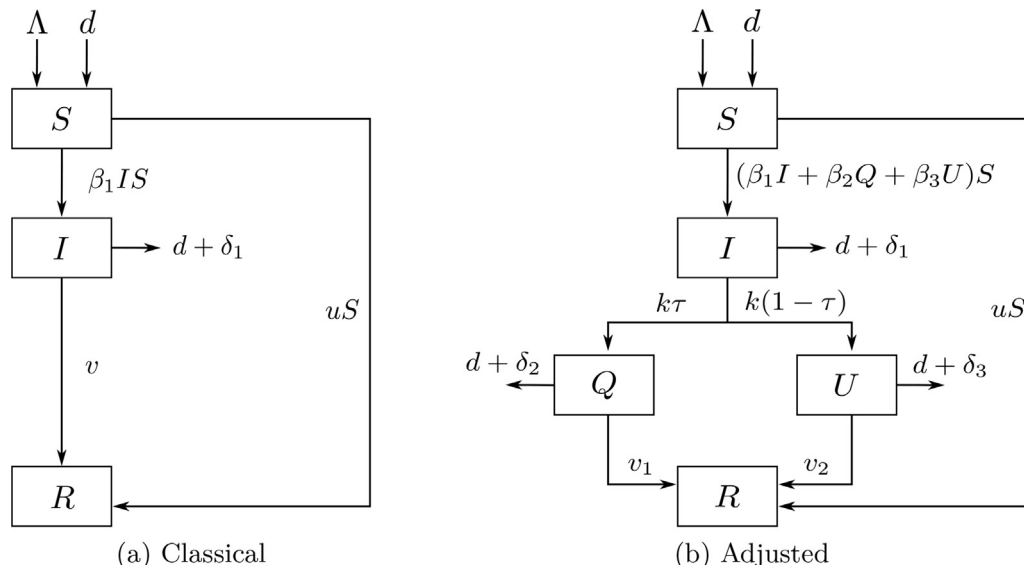 Λ d
S
β₁IS
I
d + δ₁
uS
v
R
(a) Classical
Λ d
S
(β₁I + β₂Q + β₃U)S
I
d + δ₁
kτ
k(1 − τ)
uS
d + δ₂
Q
U
d + δ₃
v₁
v₂
R
(b) Adjusted